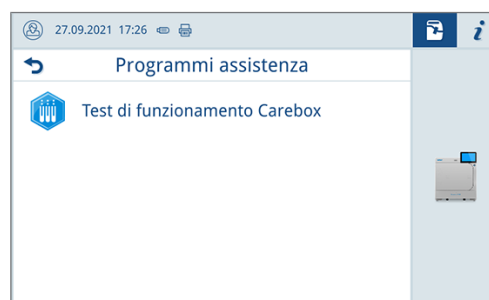 27.09.2021 17:26
i
Programmi assistenza
Test di funzionamento Carebox